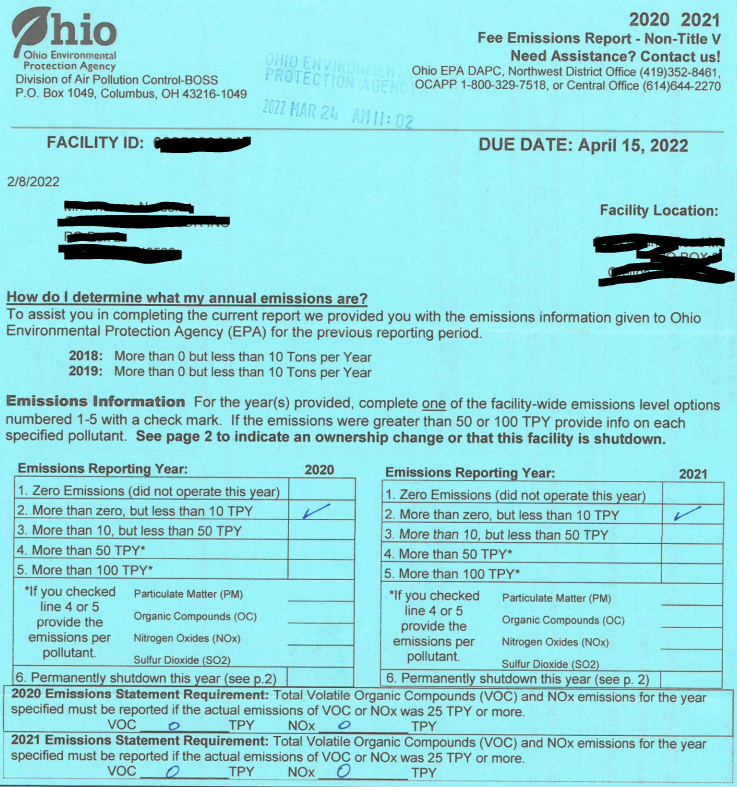 Ohio
Ohio Environmental
Protection Agency
Division of Air Pollution Control-BOSS
P.O. Box 1049, Columbus, OH 43216-1049
OHIO ENVIRONMENTAL
PROTECTION AGENCY
2022 MAR 24 AM 11:02
2020 2021
Fee Emissions Report - Non-Title V
Need Assistance? Contact us!
Ohio EPA DAPC, Northwest District Office (419)352-8461,
OCAPP 1-800-329-7518, or Central Office (614)644-2270
FACILITY ID:
DUE DATE: April 15, 2022
2/8/2022
Facility Location:
How do I determine what my annual emissions are?
To assist you in completing the current report we provided you with the emissions information given to Ohio
Environmental Protection Agency (EPA) for the previous reporting period.
2018: More than 0 but less than 10 Tons per Year
2019: More than 0 but less than 10 Tons per Year
Emissions Information For the year(s) provided, complete one of the facility-wide emissions level options
numbered 1-5 with a check mark. If the emissions were greater than 50 or 100 TPY provide info on each
specified pollutant. See page 2 to indicate an ownership change or that this facility is shutdown.
Emissions Reporting Year: 2020
1. Zero Emissions (did not operate this year)
2. More than zero, but less than 10 TPY ✓
3. More than 10, but less than 50 TPY
4. More than 50 TPY*
5. More than 100 TPY*
*If you checked
line 4 or 5
provide the
emissions per
pollutant.
Particulate Matter (PM)
Organic Compounds (OC)
Nitrogen Oxides (NOx)
Sulfur Dioxide (SO2)
6. Permanently shutdown this year (see p.2)
Emissions Reporting Year: 2021
1. Zero Emissions (did not operate this year)
2. More than zero, but less than 10 TPY ✓
3. More than 10, but less than 50 TPY
4. More than 50 TPY*
5. More than 100 TPY*
*If you checked
line 4 or 5
provide the
emissions per
pollutant.
Particulate Matter (PM)
Organic Compounds (OC)
Nitrogen Oxides (NOx)
Sulfur Dioxide (SO2)
6. Permanently shutdown this year (see p. 2)
2020 Emissions Statement Requirement: Total Volatile Organic Compounds (VOC) and NOx emissions for the year
specified must be reported if the actual emissions of VOC or NOx was 25 TPY or more.
VOC 0 TPY NOx 0 TPY
2021 Emissions Statement Requirement: Total Volatile Organic Compounds (VOC) and NOx emissions for the year
specified must be reported if the actual emissions of VOC or NOx was 25 TPY or more.
VOC 0 TPY NOx 0 TPY